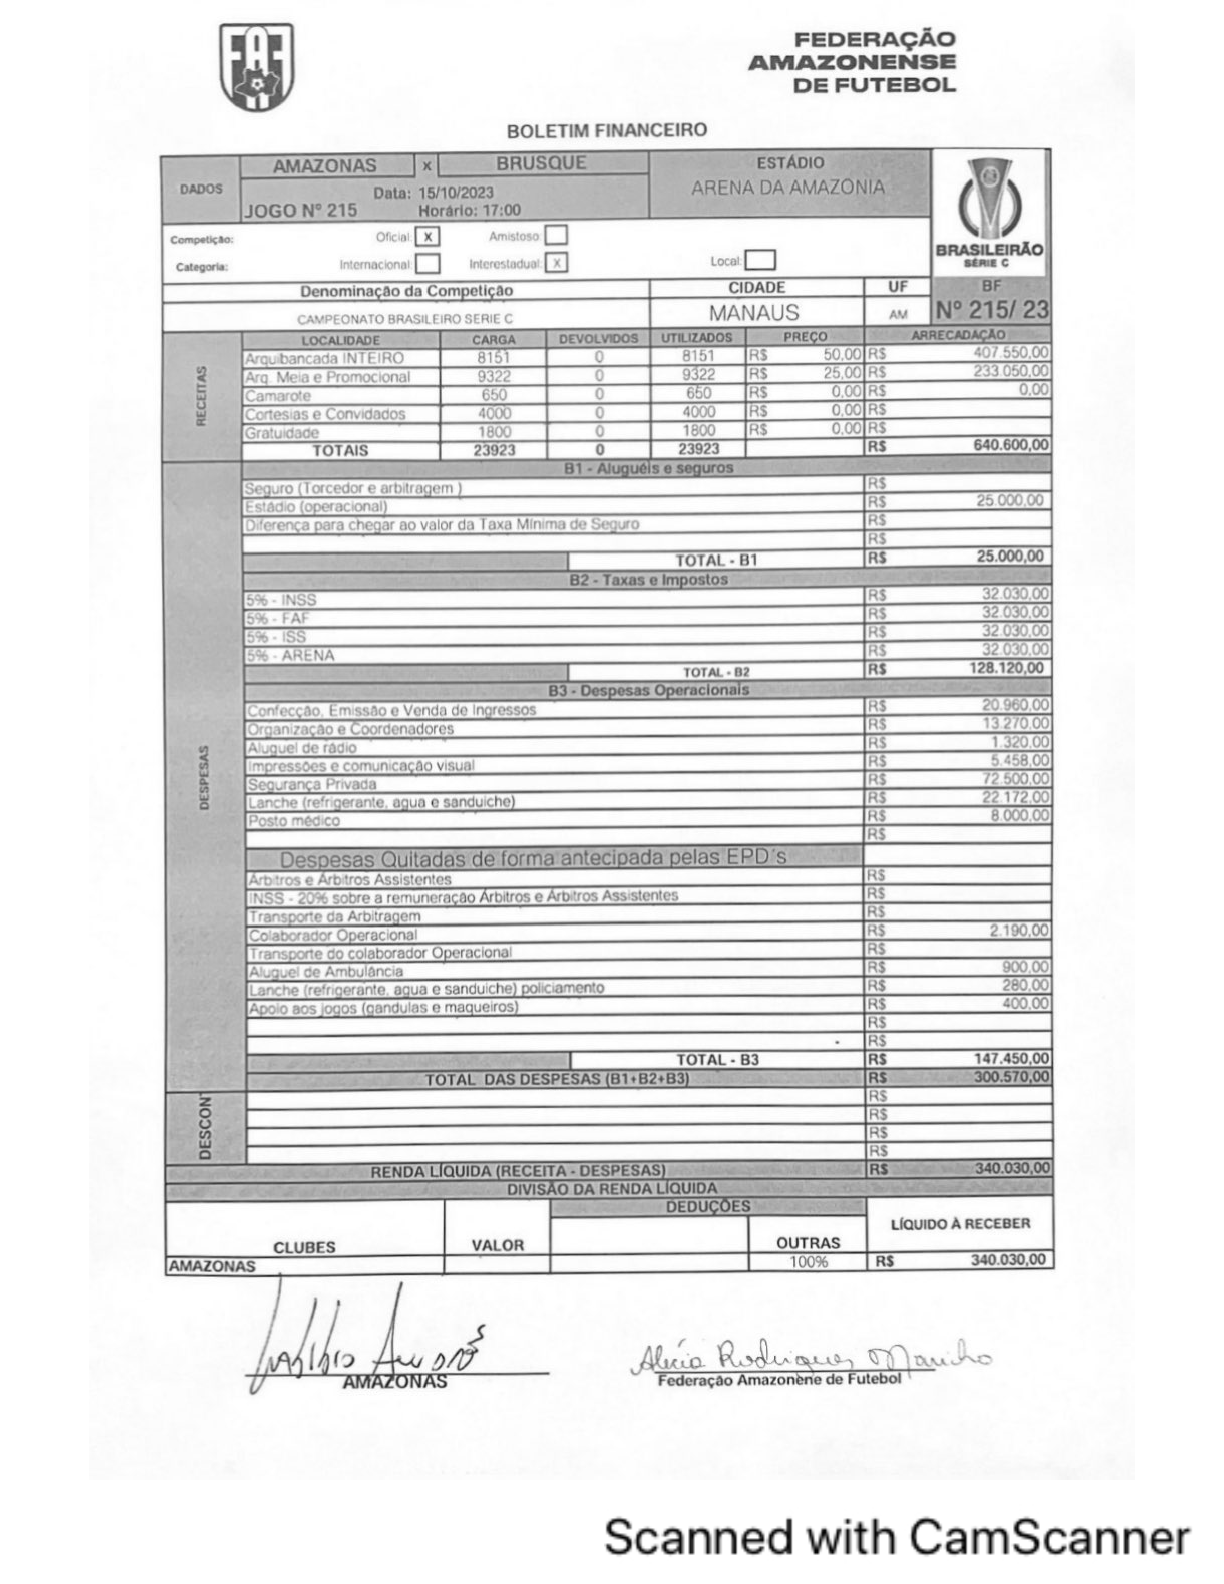 FAF
FEDERAÇÃO
AMAZONENSE
DE FUTEBOL
BOLETIM FINANCEIRO
DADOS AMAZONAS x BRUSQUE ESTÁDIO
Data: 15/10/2023 ARENA DA AMAZONIA
JOGO Nº 215 Horário: 17:00
Competição: Oficial: X Amistoso:
Categoria: Internacional: Interestadual: X Local:
BRASILEIRÃO
SÉRIE C
Denominação da Competição CIDADE UF BF
CAMPEONATO BRASILEIRO SERIE C MANAUS AM Nº 215/ 23
RECEITAS
LOCALIDADE CARGA DEVOLVIDOS UTILIZADOS PREÇO ARRECADAÇÃO
Arquibancada INTEIRO 8151 0 8151 R$ 50,00 R$ 407.550,00
Arq. Meia e Promocional 9322 0 9322 R$ 25,00 R$ 233.050,00
Camarote 650 0 650 R$ 0,00 R$ 0,00
Cortesias e Convidados 4000 0 4000 R$ 0,00 R$
Gratuidade 1800 0 1800 R$ 0,00 R$
TOTAIS 23923 0 23923 R$ 640.600,00
DESPESAS
B1 - Aluguéis e seguros
Seguro (Torcedor e arbitragem ) R$
Estádio (operacional) R$ 25.000,00
Diferença para chegar ao valor da Taxa Mínima de Seguro R$
R$
TOTAL - B1 R$ 25.000,00
B2 - Taxas e Impostos
5% - INSS R$ 32.030,00
5% - FAF R$ 32.030,00
5% - ISS R$ 32.030,00
5% - ARENA R$ 32.030,00
TOTAL - B2 R$ 128.120,00
B3 - Despesas Operacionais
Confecção, Emissão e Venda de Ingressos R$ 20.960,00
Organização e Coordenadores R$ 13.270,00
Aluguel de rádio R$ 1.320,00
Impressões e comunicação visual R$ 5.458,00
Segurança Privada R$ 72.500,00
Lanche (refrigerante, agua e sanduiche) R$ 22.172,00
Posto médico R$ 8.000,00
R$
Despesas Quitadas de forma antecipada pelas EPD´s
Árbitros e Árbitros Assistentes R$
INSS - 20% sobre a remuneração Árbitros e Árbitros Assistentes R$
Transporte da Arbitragem R$
Colaborador Operacional R$ 2.190,00
Transporte do colaborador Operacional R$
Aluguel de Ambulância R$ 900,00
Lanche (refrigerante, agua e sanduiche) policiamento R$ 280,00
Apoio aos jogos (gandulas e maqueiros) R$ 400,00
R$
R$
TOTAL - B3 R$ 147.450,00
TOTAL DAS DESPESAS (B1+B2+B3) R$ 300.570,00
DESCONT
R$
R$
R$
R$
RENDA LÍQUIDA (RECEITA - DESPESAS) R$ 340.030,00
DIVISÃO DA RENDA LÍQUIDA
DEDUÇÕES
CLUBES VALOR OUTRAS LÍQUIDO À RECEBER
AMAZONAS 100% R$ 340.030,00
Alicia Rodrigues Marinho
AMAZONAS Federação Amazonene de Futebol
Scanned with CamScanner